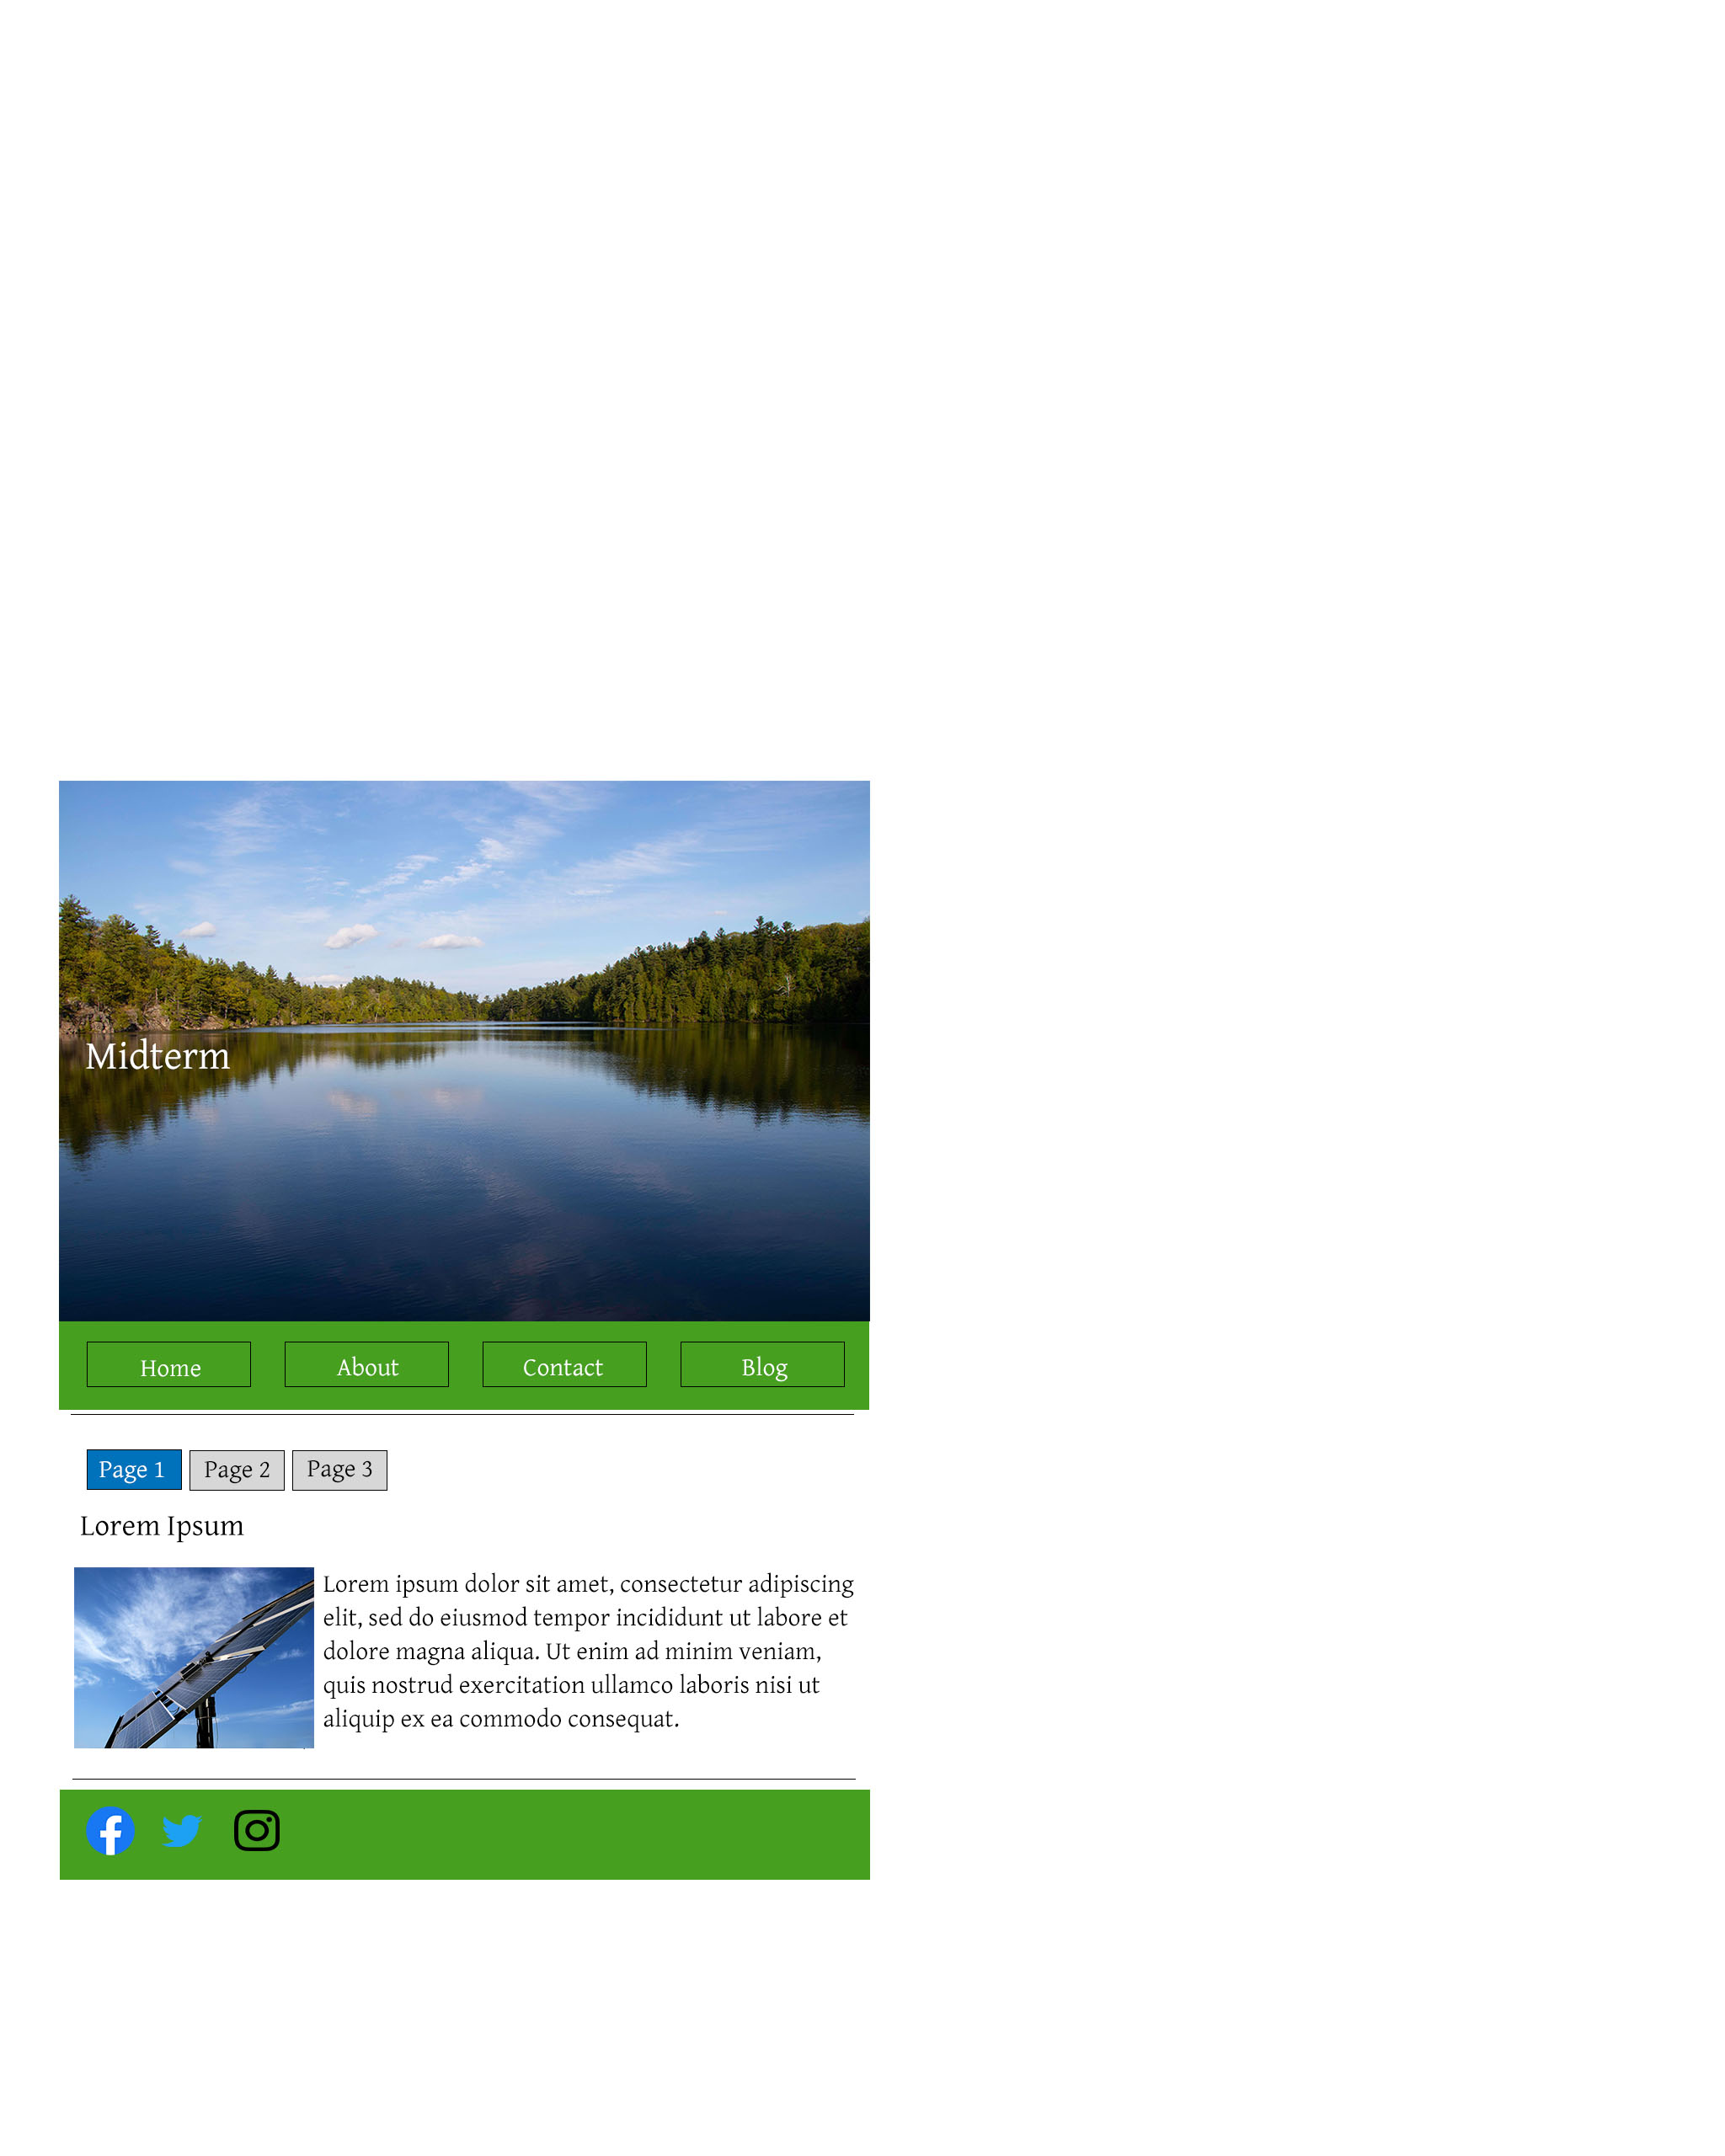 Midterm
Home About Contact Blog
Page 1 Page 2 Page 3
Lorem Ipsum
Lorem ipsum dolor sit amet, consectetur adipiscing
elit, sed do eiusmod tempor incididunt ut labore et
dolore magna aliqua. Ut enim ad minim veniam,
quis nostrud exercitation ullamco laboris nisi ut
aliquip ex ea commodo consequat.